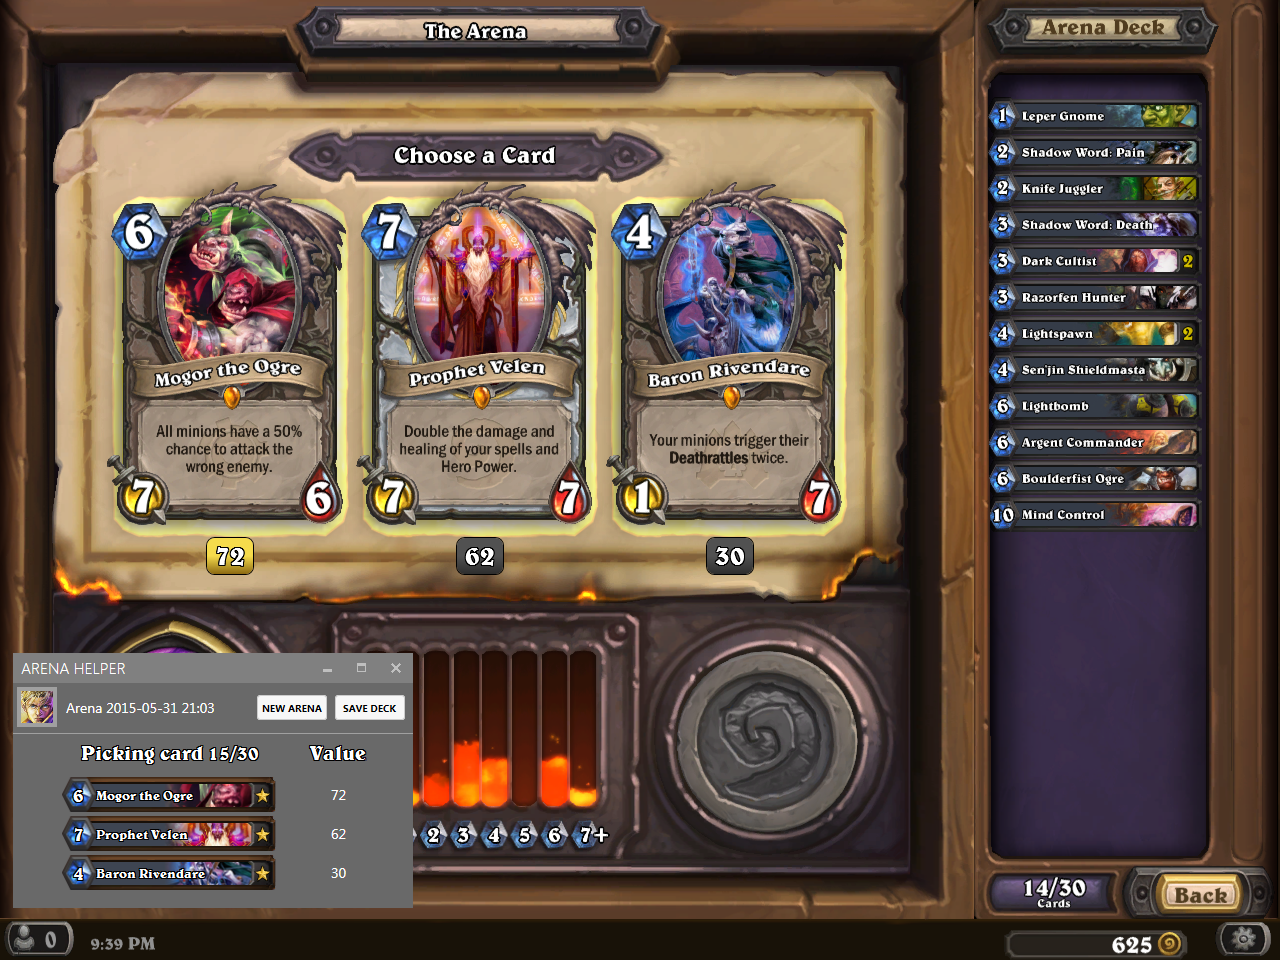 The Arena
Choose a Card
6
7
4
Mogor the Ogre
Prophet Velen
Baron Rivendare
All minions have a 50%
chance to attack the
wrong enemy.
Double the damage and
healing of your spells and
Hero Power.
Your minions trigger their
Deathrattles twice.
7
6
7
7
1
7
72
62
30
ARENA HELPER
Arena 2015-05-31 21:03
NEW ARENA
SAVE DECK
Picking card 15/30
Value
6 Mogor the Ogre
72
7 Prophet Velen
62
4 Baron Rivendare
30
2 3 4 5 6 7+
Arena Deck
1 Leper Gnome
2 Shadow Word: Pain
2 Knife Juggler
3 Shadow Word: Death
3 Dark Cultist 2
3 Razorfen Hunter
4 Lightspawn 2
4 Sen'jin Shieldmasta
6 Lightbomb
6 Argent Commander
6 Boulderfist Ogre
10 Mind Control
14/30
Cards
Back
0
9:39 PM
625